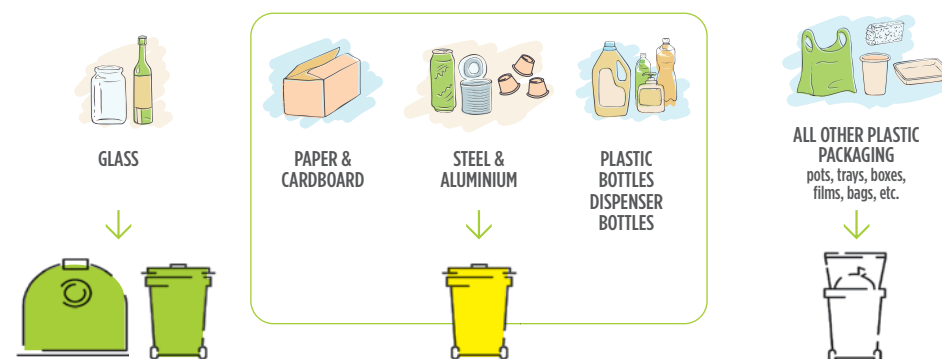 GLASS
PAPER &
CARDBOARD
STEEL &
ALUMINIUM
PLASTIC
BOTTLES
DISPENSER
BOTTLES
ALL OTHER PLASTIC
PACKAGING
pots, trays, boxes,
films, bags, etc.